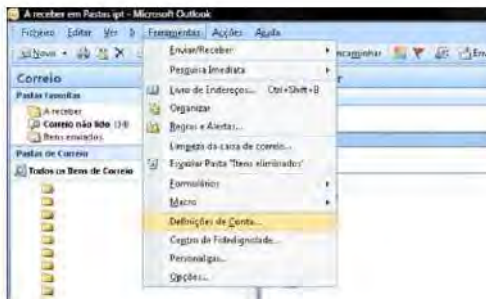 A receber em Pastas ipt - Microsoft Outlook
Ficheiro Editar Ver Ir Ferramentas Acções Ajuda
Novo
Enviar/Receber
Pesquisa Imediata
Livro de Endereços... Ctrl+Shift+B
Organizar
Regras e Alertas...
Limpeza da caixa de correio...
Esvaziar Pasta "Itens eliminados"
Formulários
Macro
Definições de Conta...
Centro de Fidedignidade...
Personalizar...
Opções...
Correio
Pastas Favoritas
A receber
Correio não lido
Itens enviados
Pastas de Correio
Todos os Itens de Correio